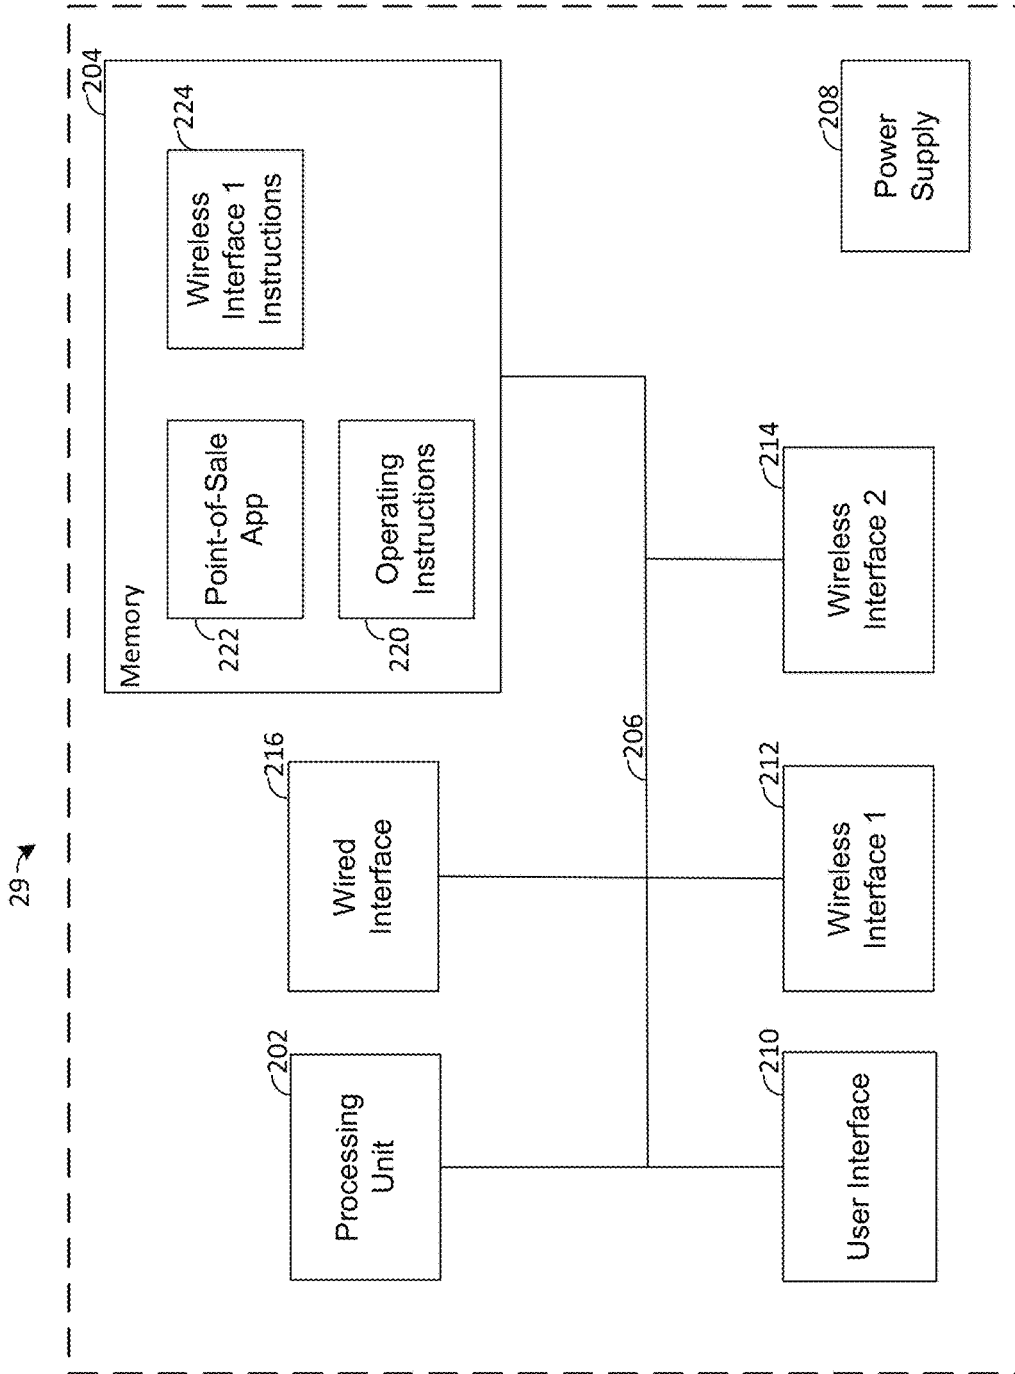 29
202
Processing
Unit
216
Wired
Interface
Memory
204
222
Point-of-Sale
App
224
Wireless
Interface 1
Instructions
220
Operating
Instructions
206
210
User Interface
212
Wireless
Interface 1
214
Wireless
Interface 2
208
Power
Supply